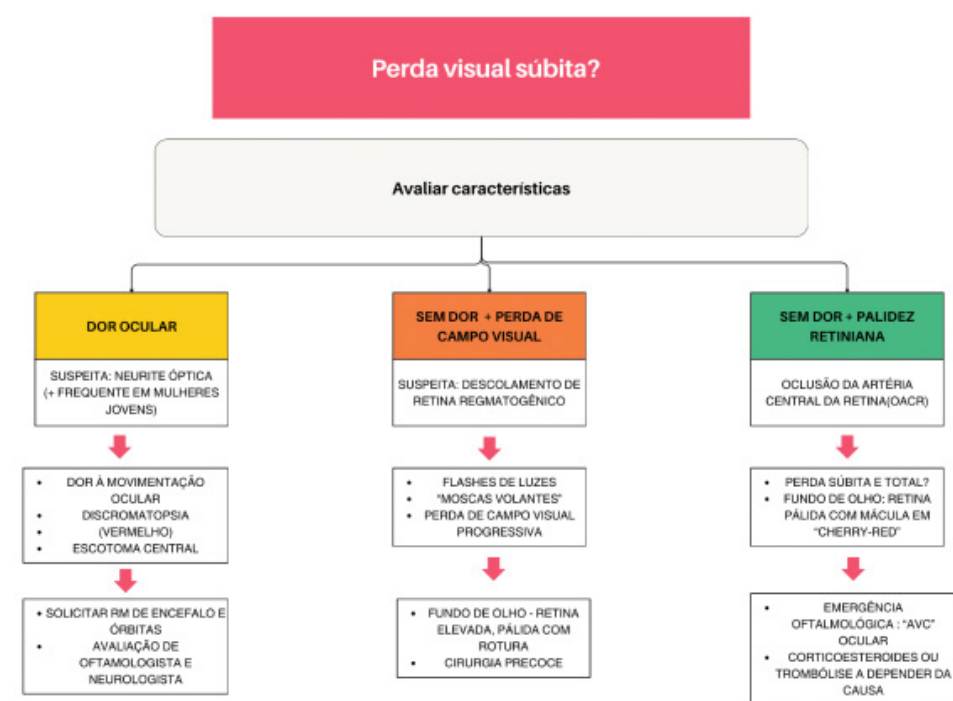 Perda visual súbita?
Avaliar características
DOR OCULAR
SUSPEITA: NEURITE ÓPTICA
(+ FREQUENTE EM MULHERES
JOVENS)
• DOR À MOVIMENTAÇÃO
OCULAR
• DISCROMATOPSIA
• (VERMELHO)
• ESCOTOMA CENTRAL
• SOLICITAR RM DE ENCEFALO E
ÓRBITAS
• AVALIAÇÃO DE
OFTAMOLOGISTA E
NEUROLOGISTA
SEM DOR + PERDA DE
CAMPO VISUAL
SUSPEITA: DESCOLAMENTO DE
RETINA REGMATOGÊNICO
• FLASHES DE LUZES
• "MOSCAS VOLANTES"
• PERDA DE CAMPO VISUAL
PROGRESSIVA
• FUNDO DE OLHO - RETINA
ELEVADA, PÁLIDA COM
ROTURA
• CIRURGIA PRECOCE
SEM DOR + PALIDEZ
RETINIANA
OCLUSÃO DA ARTÉRIA
CENTRAL DA RETINA(OACR)
• PERDA SÚBITA E TOTAL?
• FUNDO DE OLHO: RETINA
PÁLIDA COM MÁCULA EM
"CHERRY-RED"
• EMERGÊNCIA
OFTALMOLÓGICA : "AVC"
OCULAR
• CORTICOESTEROIDES OU
TROMBÓLISE A DEPENDER DA
CAUSA